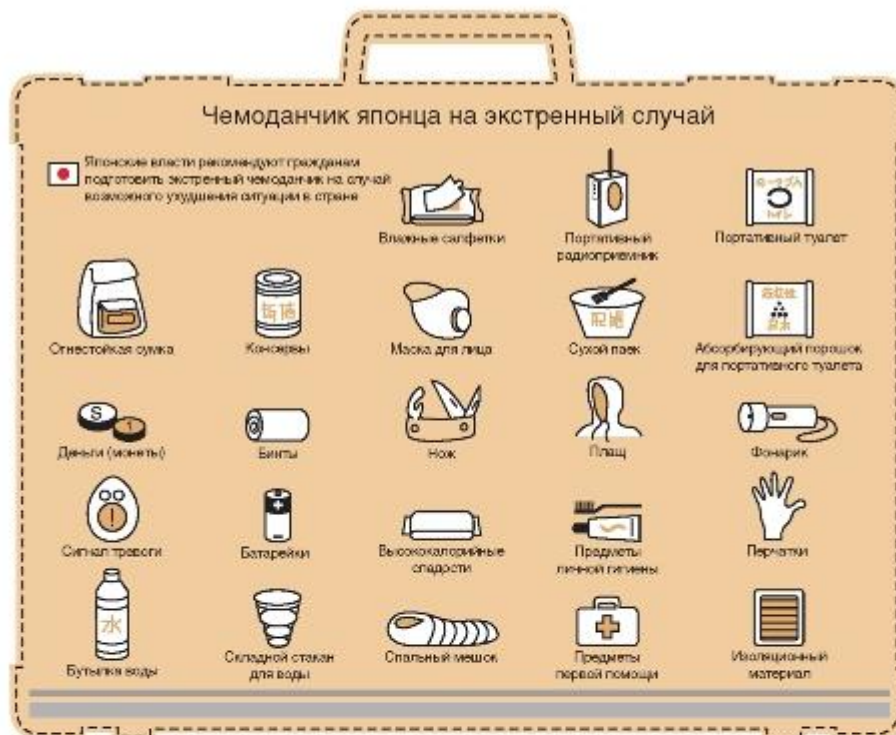 Чемоданчик японца на экстренный случай
Японские власти рекомендуют гражданам
подготовить экстренный чемоданчик на случай
возможного ухудшения ситуации в стране
Влажные салфетки
Портативный
радиоприемник
Портативный туалет
Огнестойкая сумка
Консервы
Маска для лица
Сухой паек
Абсорбирующий порошок
для портативного туалета
S
1
Деньги (монеты)
Бинты
Нож
Плащ
Фонарик
!
Сигнал тревоги
Батарейки
Высококалорийные
сладости
Предметы
личной гигиены
Перчатки
水
Бутылка воды
Складной стакан
для воды
Спальный мешок
Предметы
первой помощи
Изоляционный
материал